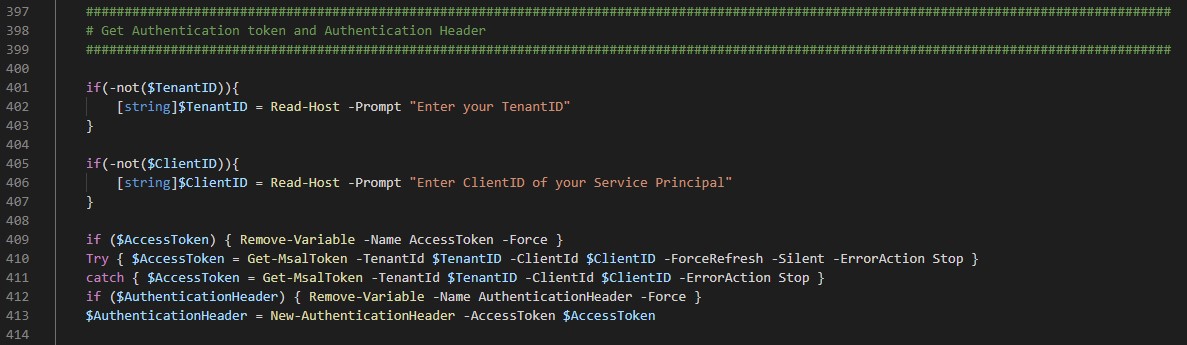 397 #############################################################################################################################################
398 # Get Authentication token and Authentication Header
399 #############################################################################################################################################
400
401 if(-not($TenantID)){
402 [string]$TenantID = Read-Host -Prompt "Enter your TenantID"
403 }
404
405 if(-not($ClientID)){
406 [string]$ClientID = Read-Host -Prompt "Enter ClientID of your Service Principal"
407 }
408
409 if ($AccessToken) { Remove-Variable -Name AccessToken -Force }
410 Try { $AccessToken = Get-MsalToken -TenantId $TenantID -ClientId $ClientID -ForceRefresh -Silent -ErrorAction Stop }
411 catch { $AccessToken = Get-MsalToken -TenantId $TenantID -ClientId $ClientID -ErrorAction Stop }
412 if ($AuthenticationHeader) { Remove-Variable -Name AuthenticationHeader -Force }
413 $AuthenticationHeader = New-AuthenticationHeader -AccessToken $AccessToken
414